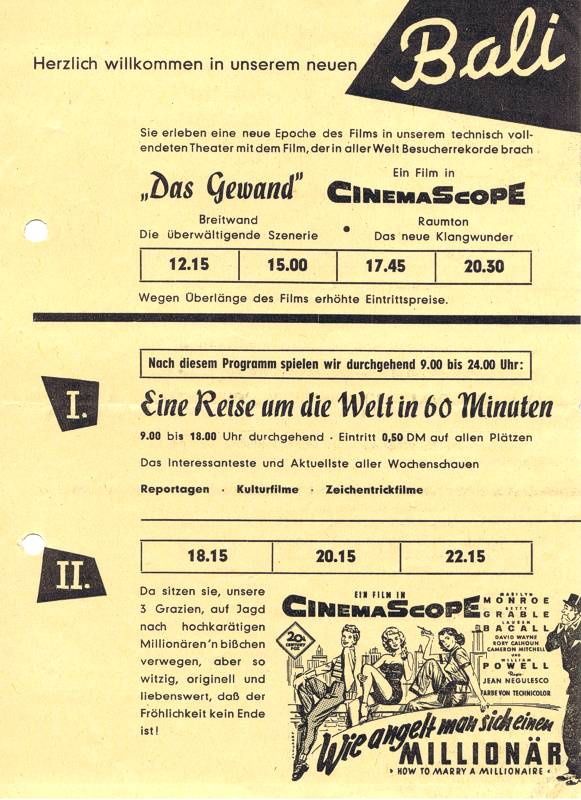 Herzlich willkommen in unserem neuen Bali
Sie erleben eine neue Epoche des Films in unserem technisch voll-
endeten Theater mit dem Film, der in aller Welt Besucherrekorde brach
„Das Gewand"
Ein Film in
CINEMASCOPE
Breitwand
Die überwältigende Szenerie
•
Raumton
Das neue Klangwunder
12.15 15.00 17.45 20.30
Wegen Überlänge des Films erhöhte Eintrittspreise.
Nach diesem Programm spielen wir durchgehend 9.00 bis 24.00 Uhr:
I.
Eine Reise um die Welt in 60 Minuten
9.00 bis 18.00 Uhr durchgehend · Eintritt 0,50 DM auf allen Plätzen
Das Interessanteste und Aktuellste aller Wochenschauen
Reportagen · Kulturfilme · Zeichentrickfilme
II.
18.15 20.15 22.15
Da sitzen sie, unsere
3 Grazien, auf Jagd
nach hochkarätigen
Millionären 'n bißchen
verwegen, aber so
witzig, originell und
liebenswert, daß der
Fröhlichkeit kein Ende
ist!
EIN FILM IN
CINEMASCOPE
20th
CENTURY
FOX
MARILYN
MONROE
BETTY
GRABLE
LAUREN
BACALL
DAVID WAYNE
RORY CALHOUN
CAMERON MITCHELL
UND
WILLIAM
POWELL
Regie
JEAN NEGULESCO
FARBE VON TECHNICOLOR
Wie angelt man sich einen
MILLIONÄR
HOW TO MARRY A MILLIONAIRE